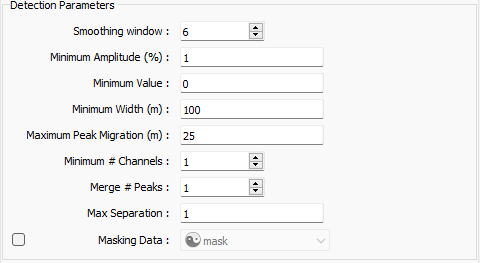 Detection Parameters
Smoothing window : 6
Minimum Amplitude (%) : 1
Minimum Value : 0
Minimum Width (m) : 100
Maximum Peak Migration (m) : 25
Minimum # Channels : 1
Merge # Peaks : 1
Max Separation : 1
Masking Data : mask